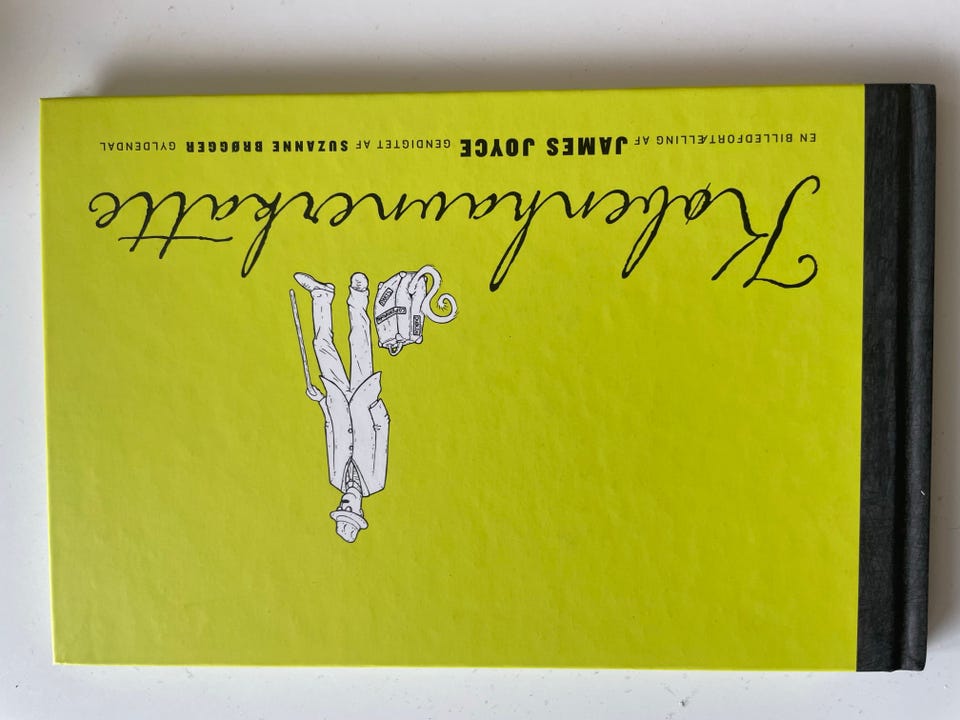 Københavnerkatte
EN BILLEDFORTÆLLING AF JAMES JOYCE GENDIGTET AF SUZANNE BRØGGER GYLDENDAL